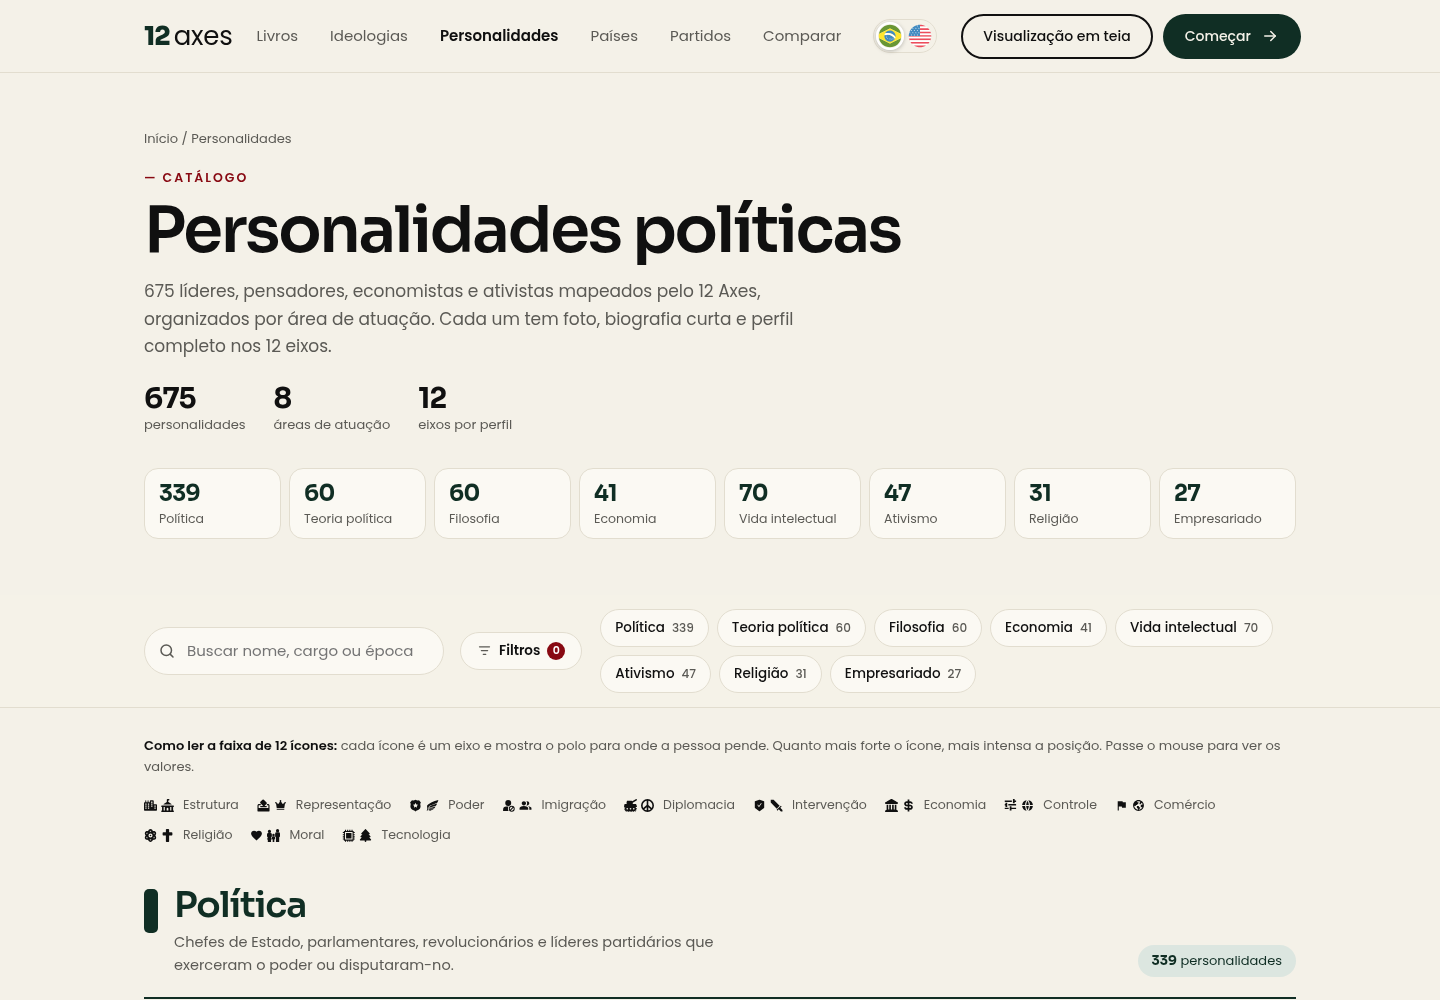 12 axes Livros Ideologias Personalidades Países Partidos Comparar Visualização em teia Começar →
Início / Personalidades
— CATÁLOGO
Personalidades políticas
675 líderes, pensadores, economistas e ativistas mapeados pelo 12 Axes,
organizados por área de atuação. Cada um tem foto, biografia curta e perfil
completo nos 12 eixos.
675 8 12
personalidades áreas de atuação eixos por perfil
339 60 60 41 70 47 31 27
Política Teoria política Filosofia Economia Vida intelectual Ativismo Religião Empresariado
Buscar nome, cargo ou época Filtros 0
Política 339 Teoria política 60 Filosofia 60 Economia 41 Vida intelectual 70
Ativismo 47 Religião 31 Empresariado 27
Como ler a faixa de 12 ícones: cada ícone é um eixo e mostra o polo para onde a pessoa pende. Quanto mais forte o ícone, mais intensa a posição. Passe o mouse para ver os
valores.
Estrutura Representação Poder Imigração Diplomacia Intervenção Economia Controle Comércio
Religião Moral Tecnologia
Política
Chefes de Estado, parlamentares, revolucionários e líderes partidários que
exerceram o poder ou disputaram-no.
339 personalidades